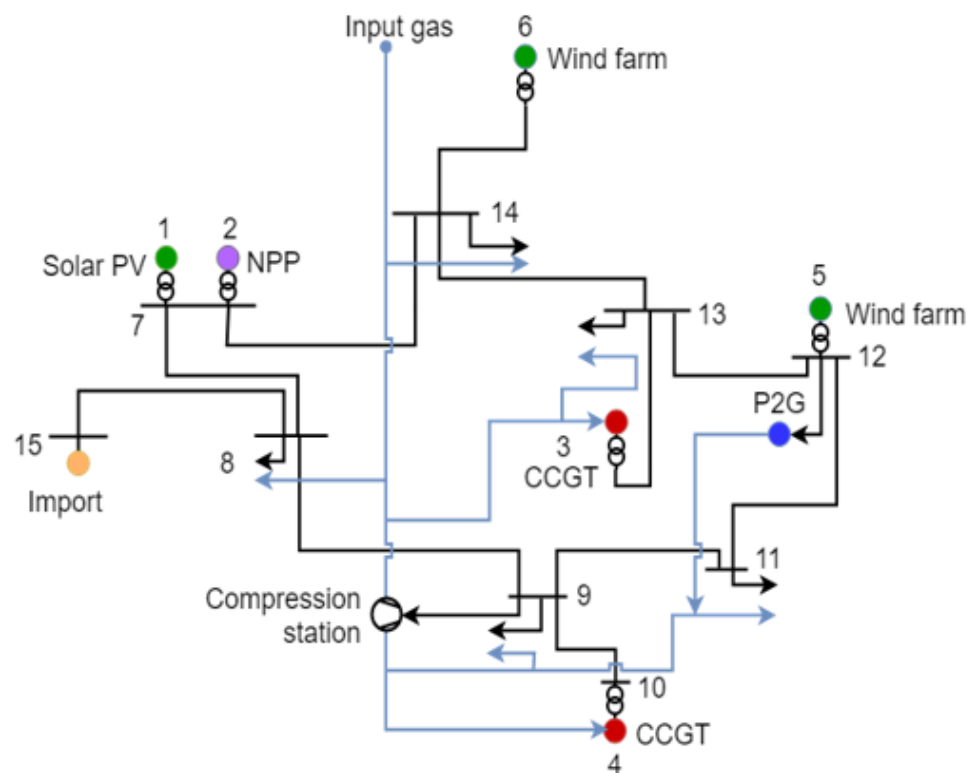 Input gas
6
Wind farm
14
1
2
Solar PV
NPP
7
5
Wind farm
13
12
P2G
15
8
3
CCGT
Import
11
9
Compression
station
10
CCGT
4